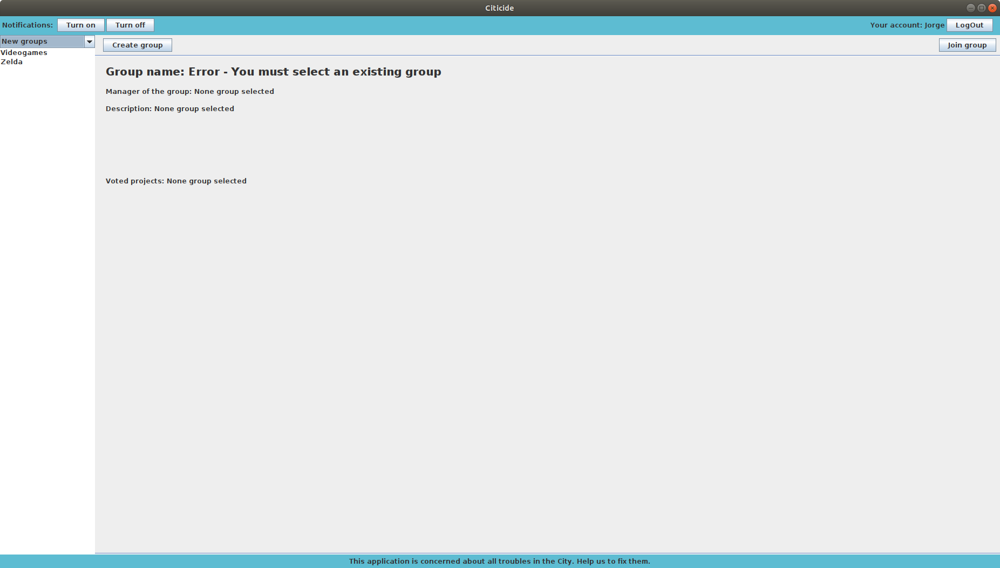 Citicide
Notifications: Turn on Turn off Your account: Jorge LogOut
New groups Create group Join group
Videogames
Zelda
Group name: Error - You must select an existing group
Manager of the group: None group selected
Description: None group selected
Voted projects: None group selected
This application is concerned about all troubles in the City. Help us to fix them.